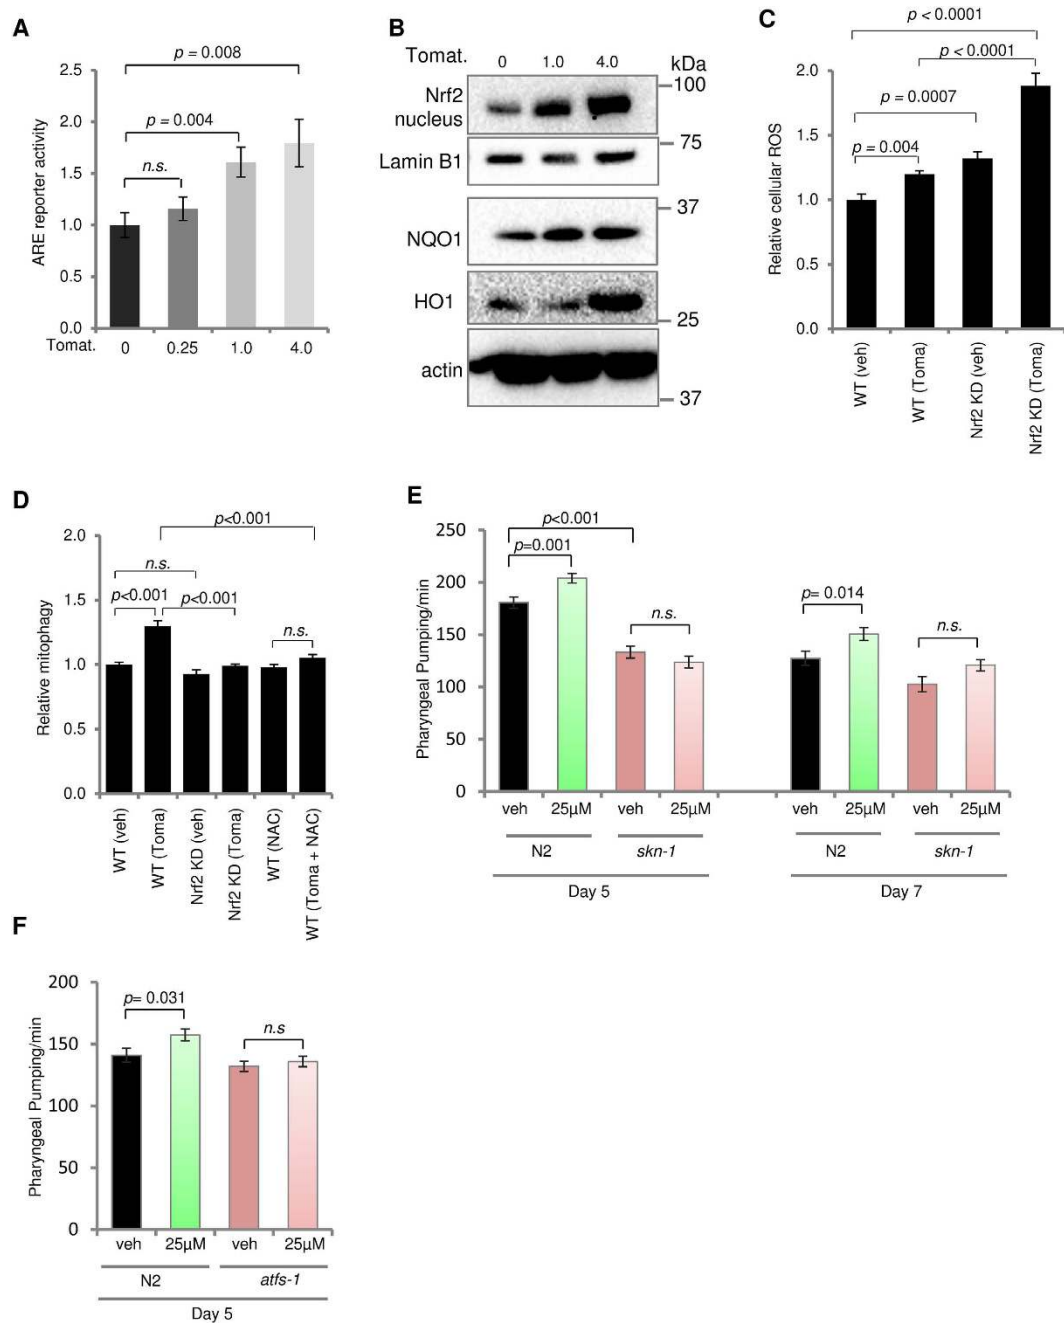 A
p = 0.008
p = 0.004
n.s.
ARE reporter activity
2.5
2.0
1.5
1.0
0.5
0.0
Tomat. 0 0.25 1.0 4.0
B
Tomat. 0 1.0 4.0 kDa
Nrf2
nucleus
100
Lamin B1
75
NQO1
37
HO1
25
actin
37
C
p < 0.0001
p < 0.0001
p = 0.0007
p = 0.004
Relative cellular ROS
2.0
1.5
1.0
0.5
0.0
WT (veh)
WT (Toma)
Nrf2 KD (veh)
Nrf2 KD (Toma)
D
p<0.001
n.s.
p<0.001 p<0.001
n.s.
Relative mitophagy
2.0
1.5
1.0
0.5
0.0
WT (veh)
WT (Toma)
Nrf2 KD (veh)
Nrf2 KD (Toma)
WT (NAC)
WT (Toma + NAC)
E
p<0.001
p=0.001
n.s.
p= 0.014
n.s.
Pharyngeal Pumping/min
250
200
150
100
50
0
veh 25µM veh 25µM veh 25µM veh 25µM
N2 skn-1 N2 skn-1
Day 5 Day 7
F
p= 0.031
n.s
Pharyngeal Pumping/min
200
150
100
50
0
veh 25µM veh 25µM
N2 atfs-1
Day 5